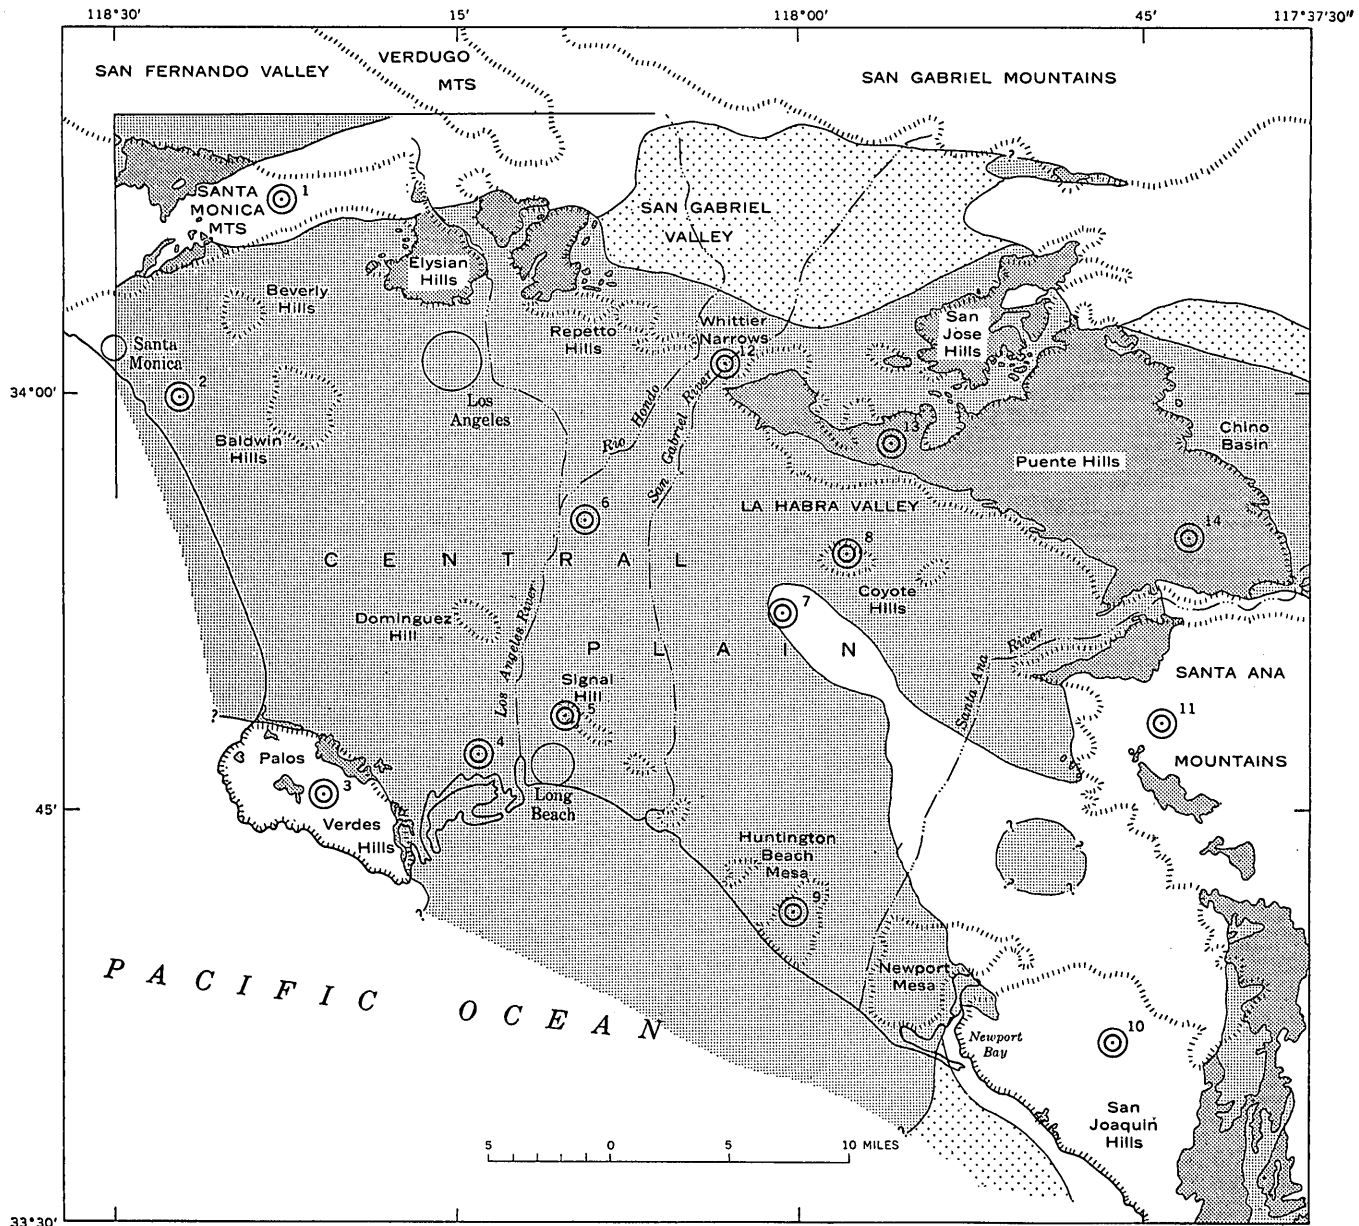 118°30'
15'
118°00'
45'
117°37'30"
SAN FERNANDO VALLEY
VERDUGO
MTS
SAN GABRIEL MOUNTAINS
?
SANTA
MONICA
MTS
1
SAN GABRIEL
VALLEY
Elysian
Hills
Beverly
Hills
Repetto
Hills
Whittier
Narrows
12
San
Jose
Hills
Santa
Monica
2
34°00'
Los
Angeles
Baldwin
Hills
Rio Hondo
San Gabriel River
13
Chino
Basin
Puente Hills
LA HABRA VALLEY
6
14
8
CENTRAL
Coyote
Hills
7
Dominguez
Hill
Los Angeles River
PLAIN
Santa Ana River
SANTA ANA
Signal
Hill
5
11
?
4
MOUNTAINS
Palos
3
Verdes
Hills
Long
Beach
45'
Huntington
Beach
Mesa
?
?
?
?
9
?
PACIFIC OCEAN
Newport
Mesa
Newport
Bay
10
San
Joaquin
Hills
?
5 0 5 10 MILES
33°30'